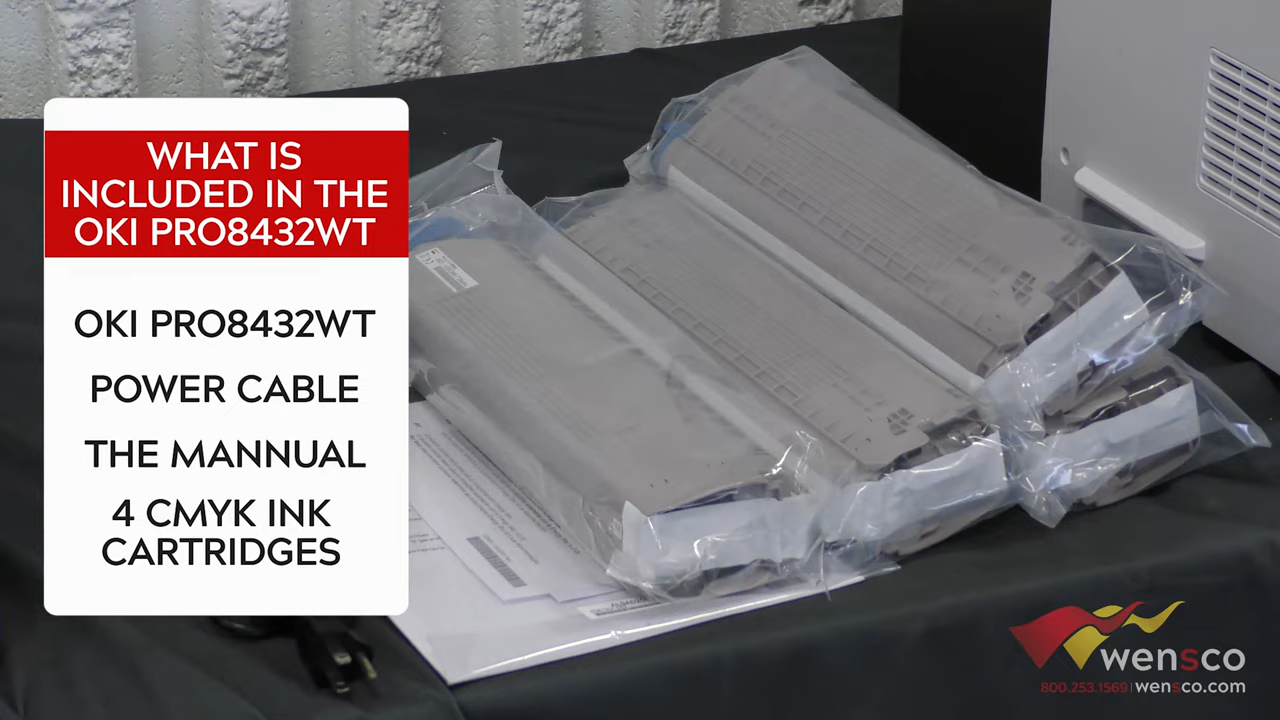 WHAT IS
INCLUDED IN THE
OKI PRO8432WT
OKI PRO8432WT
POWER CABLE
THE MANNUAL
4 CMYK INK
CARTRIDGES
wensco
800.253.1569 | wensco.com